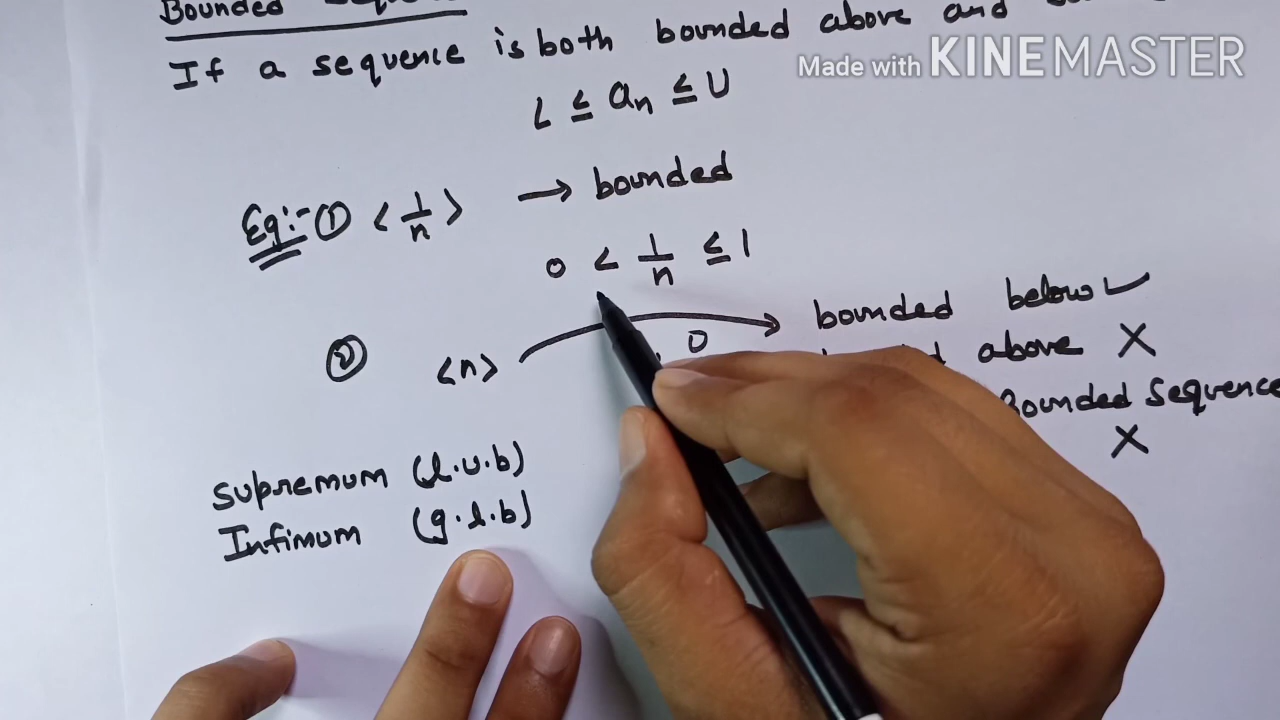 Bounded
If a sequence is both bounded above and
Made with KINEMASTER
L ≤ an ≤ U
Eg:- ① < 1/n > → bounded
0 < 1/n ≤ 1
② <n> → bounded below ✓
0
above X
Bounded Sequence
X
Supremum (l.u.b)
Infimum (g.l.b)